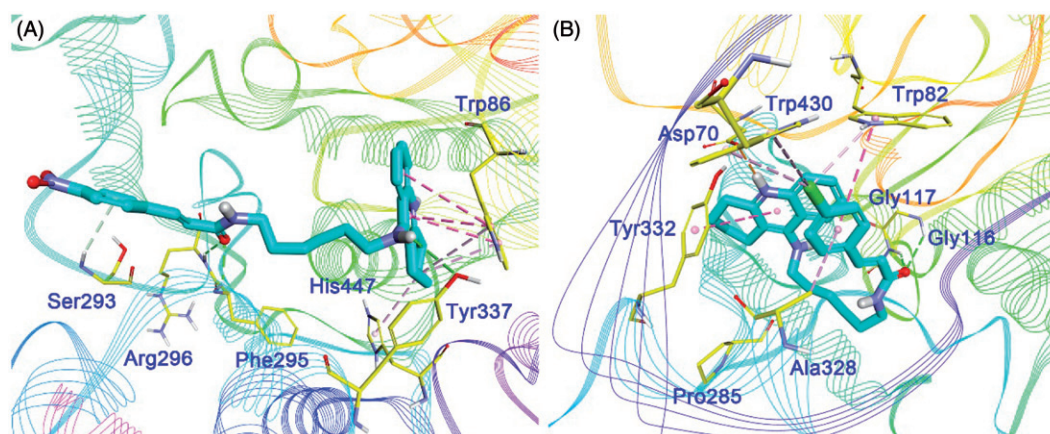 (A)
Trp86
Ser293
Arg296
Phe295
His447
Tyr337
(B)
Trp430
Trp82
Asp70
Gly117
Gly116
Tyr332
Ala328
Pro285